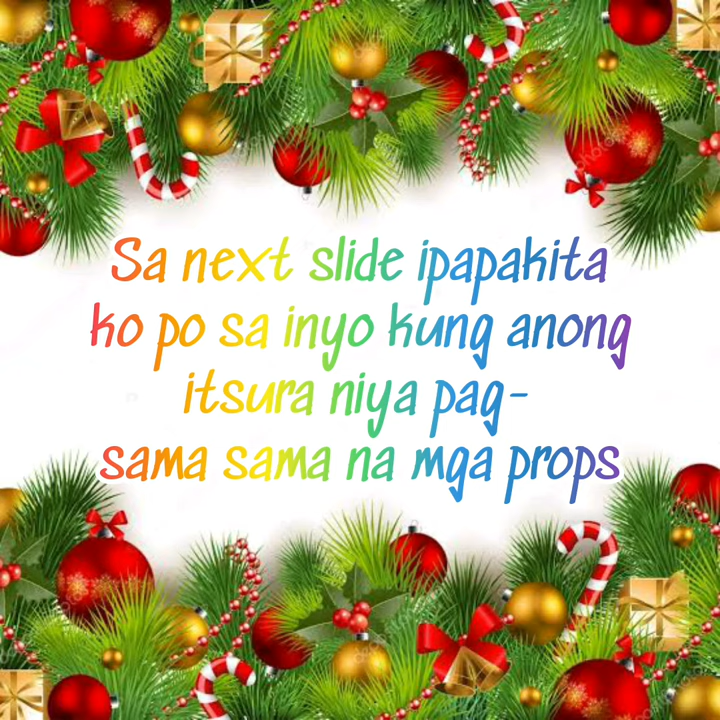 Sa next slide ipapakita
ko po sa inyo kung anong
itsura niya pag-
sama sama na mga props